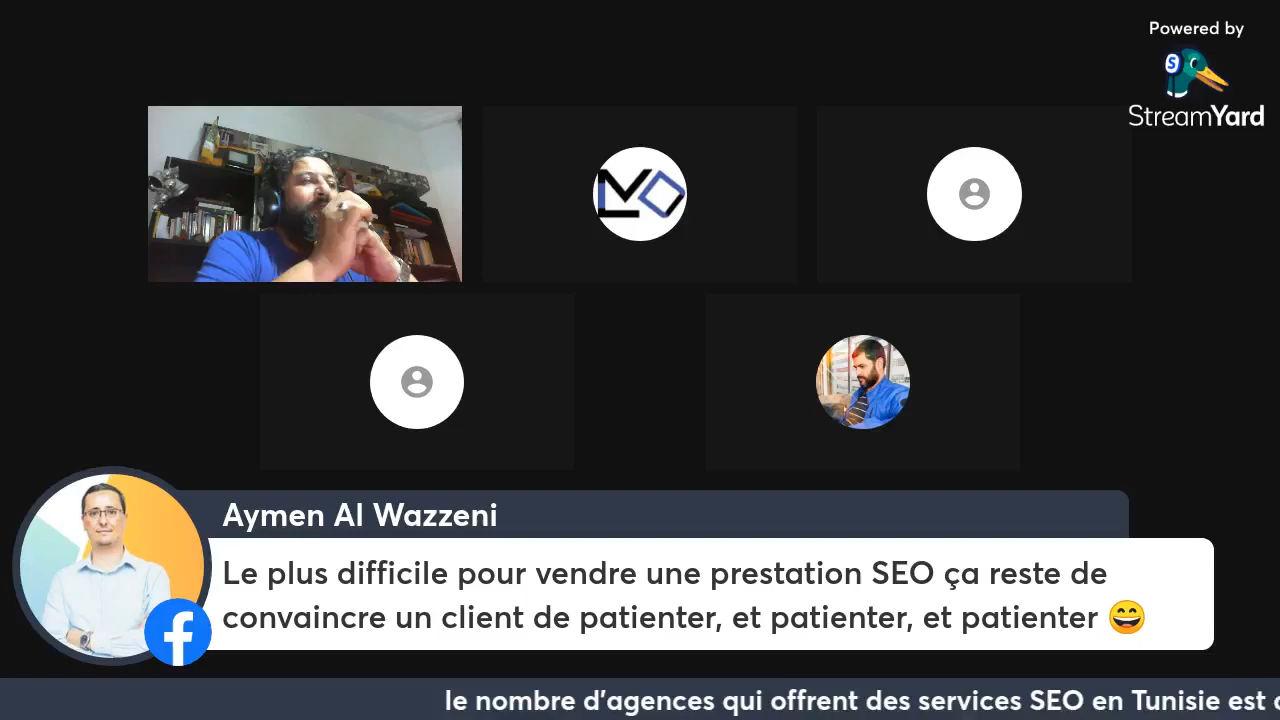 Powered by
StreamYard
Aymen Al Wazzeni
Le plus difficile pour vendre une prestation SEO ça reste de
convaincre un client de patienter, et patienter, et patienter 😄
le nombre d'agences qui offrent des services SEO en Tunisie est